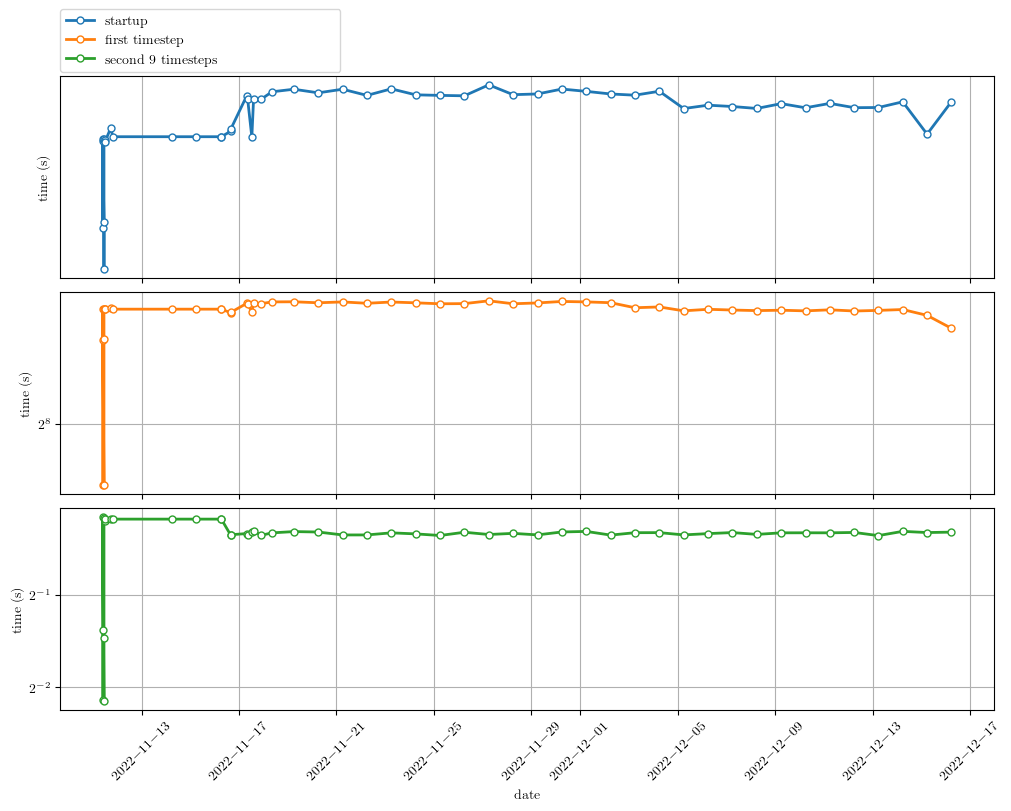 startup
first timestep
second 9 timesteps
time (s)
time (s)
2^8
time (s)
2^−1
2^−2
2022−11−13
2022−11−17
2022−11−21
2022−11−25
2022−11−29
2022−12−01
2022−12−05
2022−12−09
2022−12−13
2022−12−17
date